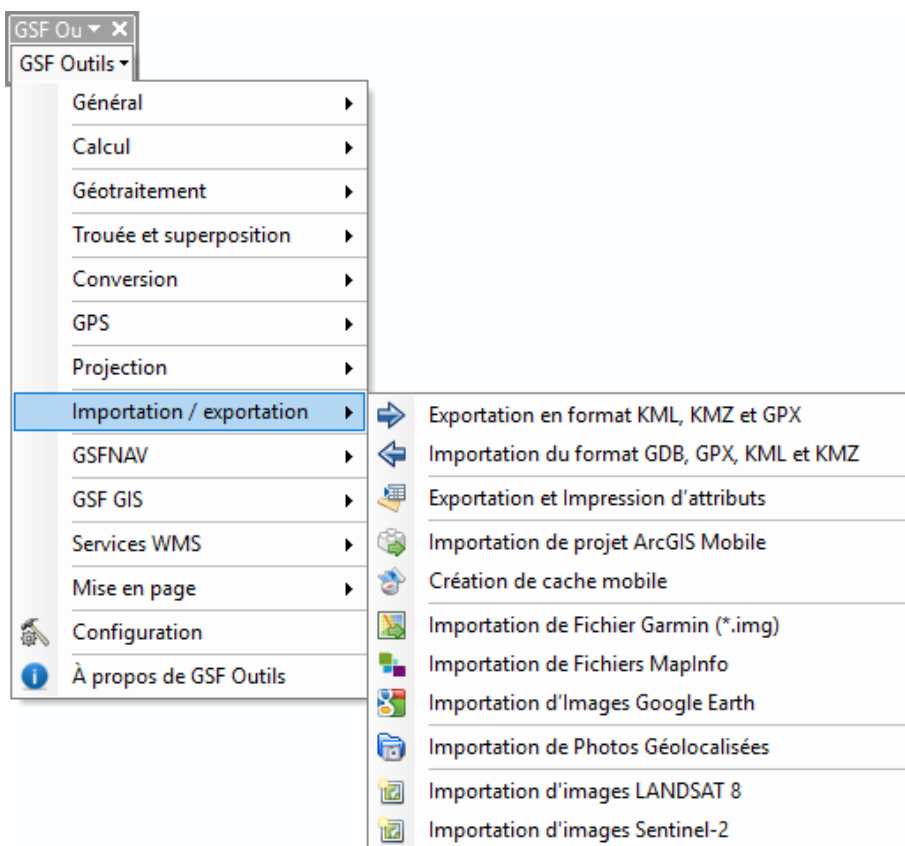 GSF Ou
GSF Outils
Général
Calcul
Géotraitement
Trouée et superposition
Conversion
GPS
Projection
Importation / exportation
GSFNAV
GSF GIS
Services WMS
Mise en page
Configuration
À propos de GSF Outils
Exportation en format KML, KMZ et GPX
Importation du format GDB, GPX, KML et KMZ
Exportation et Impression d'attributs
Importation de projet ArcGIS Mobile
Création de cache mobile
Importation de Fichier Garmin (*.img)
Importation de Fichiers MapInfo
Importation d'Images Google Earth
Importation de Photos Géolocalisées
Importation d'images LANDSAT 8
Importation d'images Sentinel-2